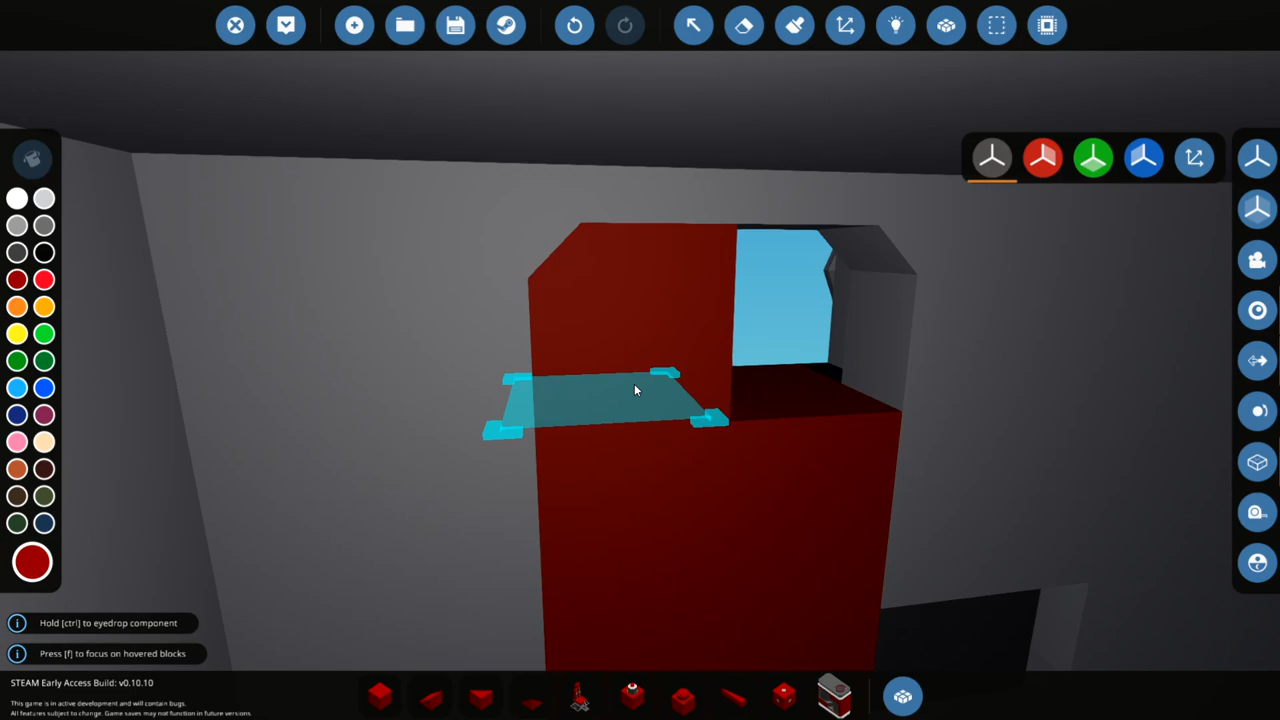 Hold [ctrl] to eyedrop component
Press [f] to focus on hovered blocks
STEAM Early Access Build: v0.10.10
This game is in active development and will contain bugs.
All features subject to change. Game saves may not function in future versions.